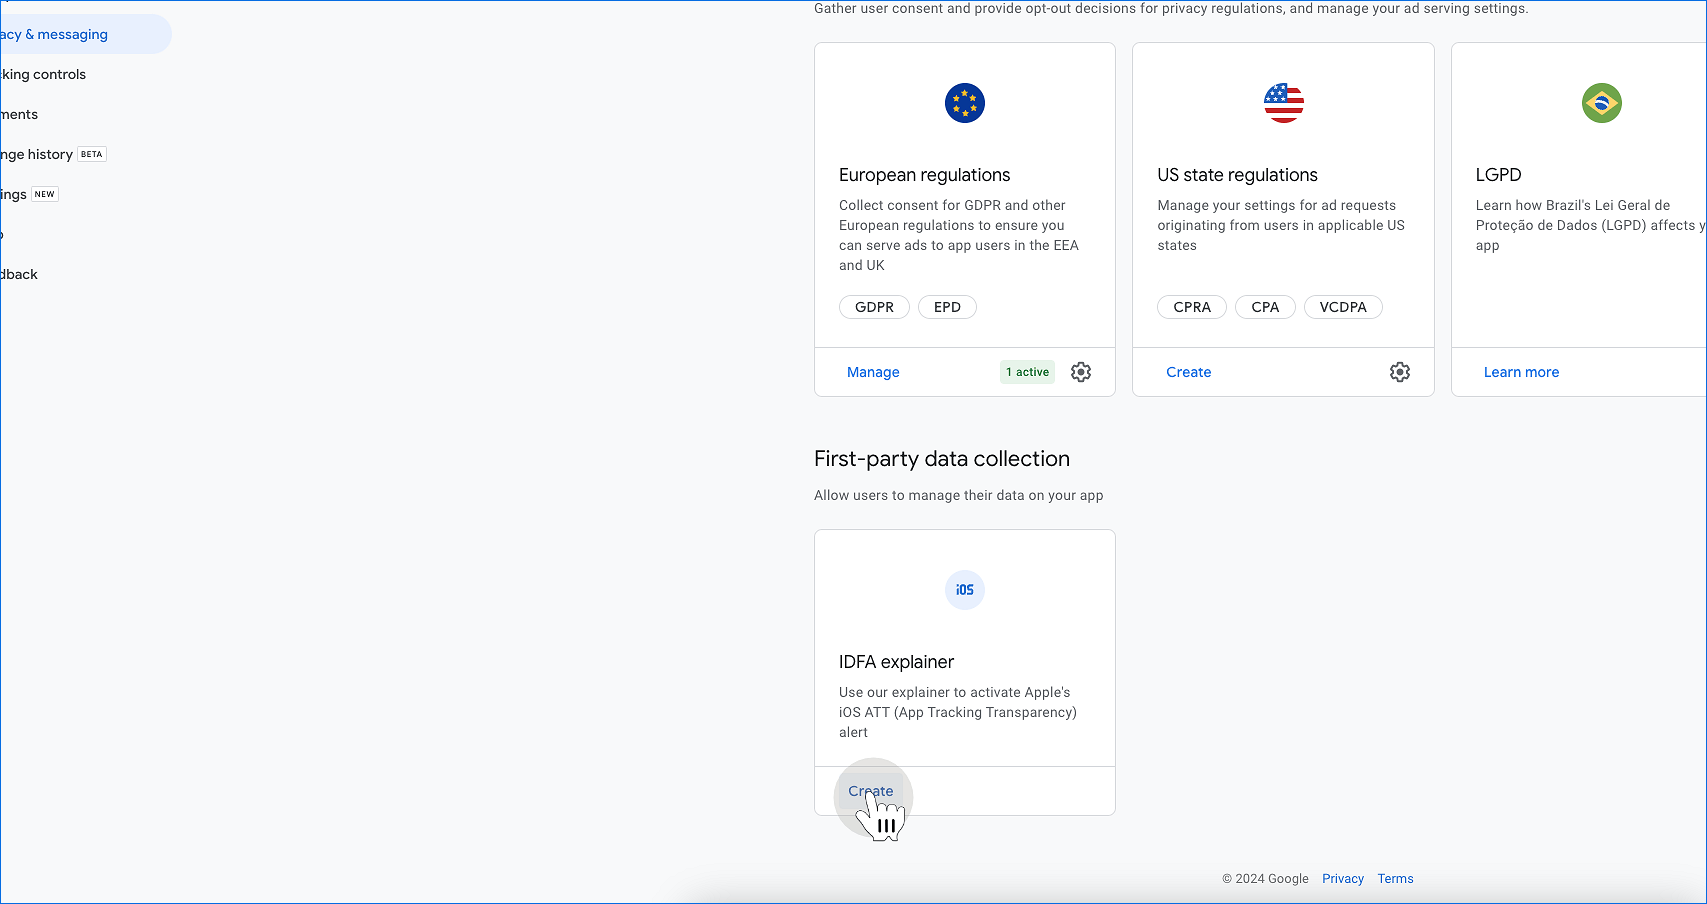 Gather user consent and provide opt-out decisions for privacy regulations, and manage your ad serving settings.
acy & messaging
king controls
ments
nge history BETA
ings NEW
dback
European regulations
Collect consent for GDPR and other
European regulations to ensure you
can serve ads to app users in the EEA
and UK
GDPR EPD
Manage 1 active
US state regulations
Manage your settings for ad requests
originating from users in applicable US
states
CPRA CPA VCDPA
Create
LGPD
Learn how Brazil's Lei Geral de
Proteção de Dados (LGPD) affects y
app
Learn more
First-party data collection
Allow users to manage their data on your app
iOS
IDFA explainer
Use our explainer to activate Apple's
iOS ATT (App Tracking Transparency)
alert
Create
© 2024 Google Privacy Terms